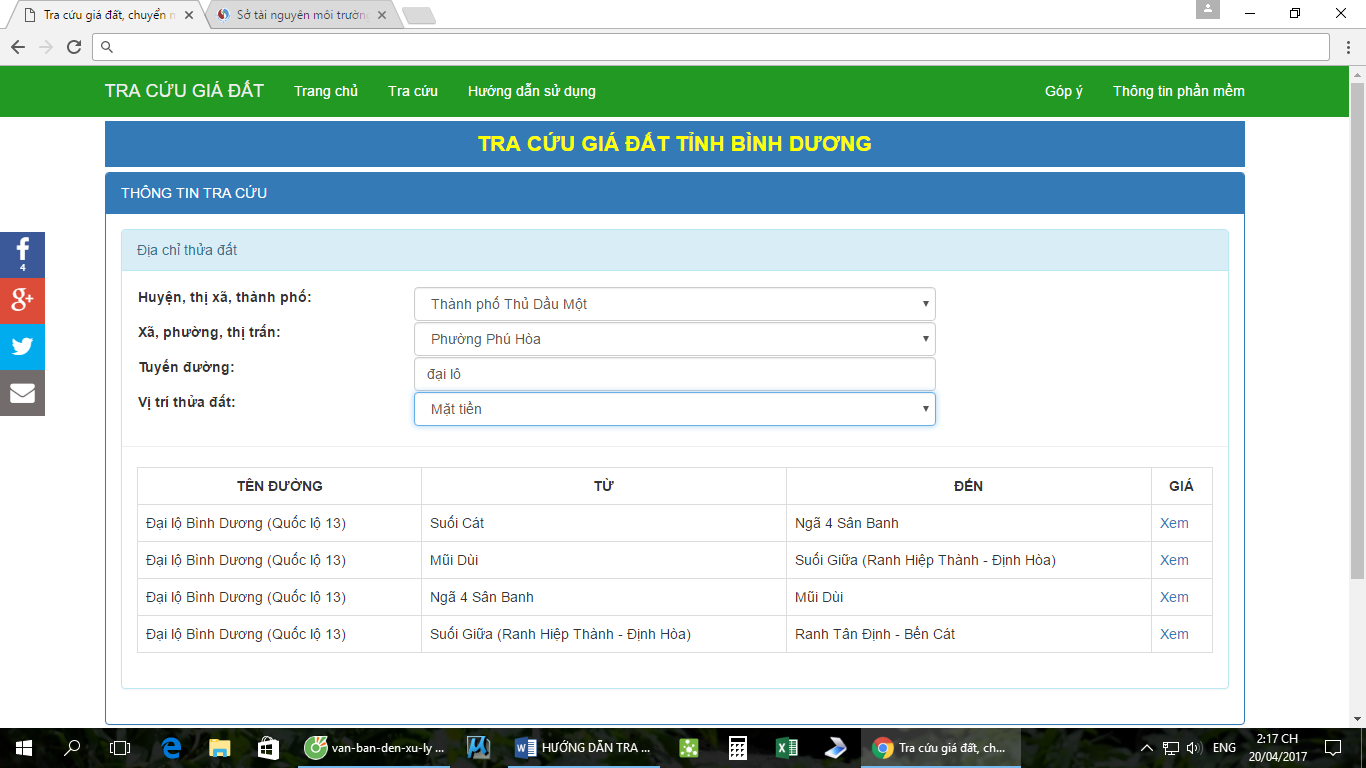 Tra cứu giá đất, chuyển n
Sở tài nguyên môi trườn
TRA CỨU GIÁ ĐẤT Trang chủ Tra cứu Hướng dẫn sử dụng Góp ý Thông tin phần mềm
TRA CỨU GIÁ ĐẤT TỈNH BÌNH DƯƠNG
THÔNG TIN TRA CỨU
4
Địa chỉ thửa đất
Huyện, thị xã, thành phố: Thành phố Thủ Dầu Một
Xã, phường, thị trấn: Phường Phú Hòa
Tuyến đường: đại lô
Vị trí thửa đất: Mặt tiền
TÊN ĐƯỜNG TỪ ĐẾN GIÁ
Đại lộ Bình Dương (Quốc lộ 13) Suối Cát Ngã 4 Sân Banh Xem
Đại lộ Bình Dương (Quốc lộ 13) Mũi Dùi Suối Giữa (Ranh Hiệp Thành - Định Hòa) Xem
Đại lộ Bình Dương (Quốc lộ 13) Ngã 4 Sân Banh Mũi Dùi Xem
Đại lộ Bình Dương (Quốc lộ 13) Suối Giữa (Ranh Hiệp Thành - Định Hòa) Ranh Tân Định - Bến Cát Xem
van-ban-den-xu-ly ... HƯỚNG DẪN TRA ... Tra cứu giá đất, ch... ENG 2:17 CH
20/04/2017